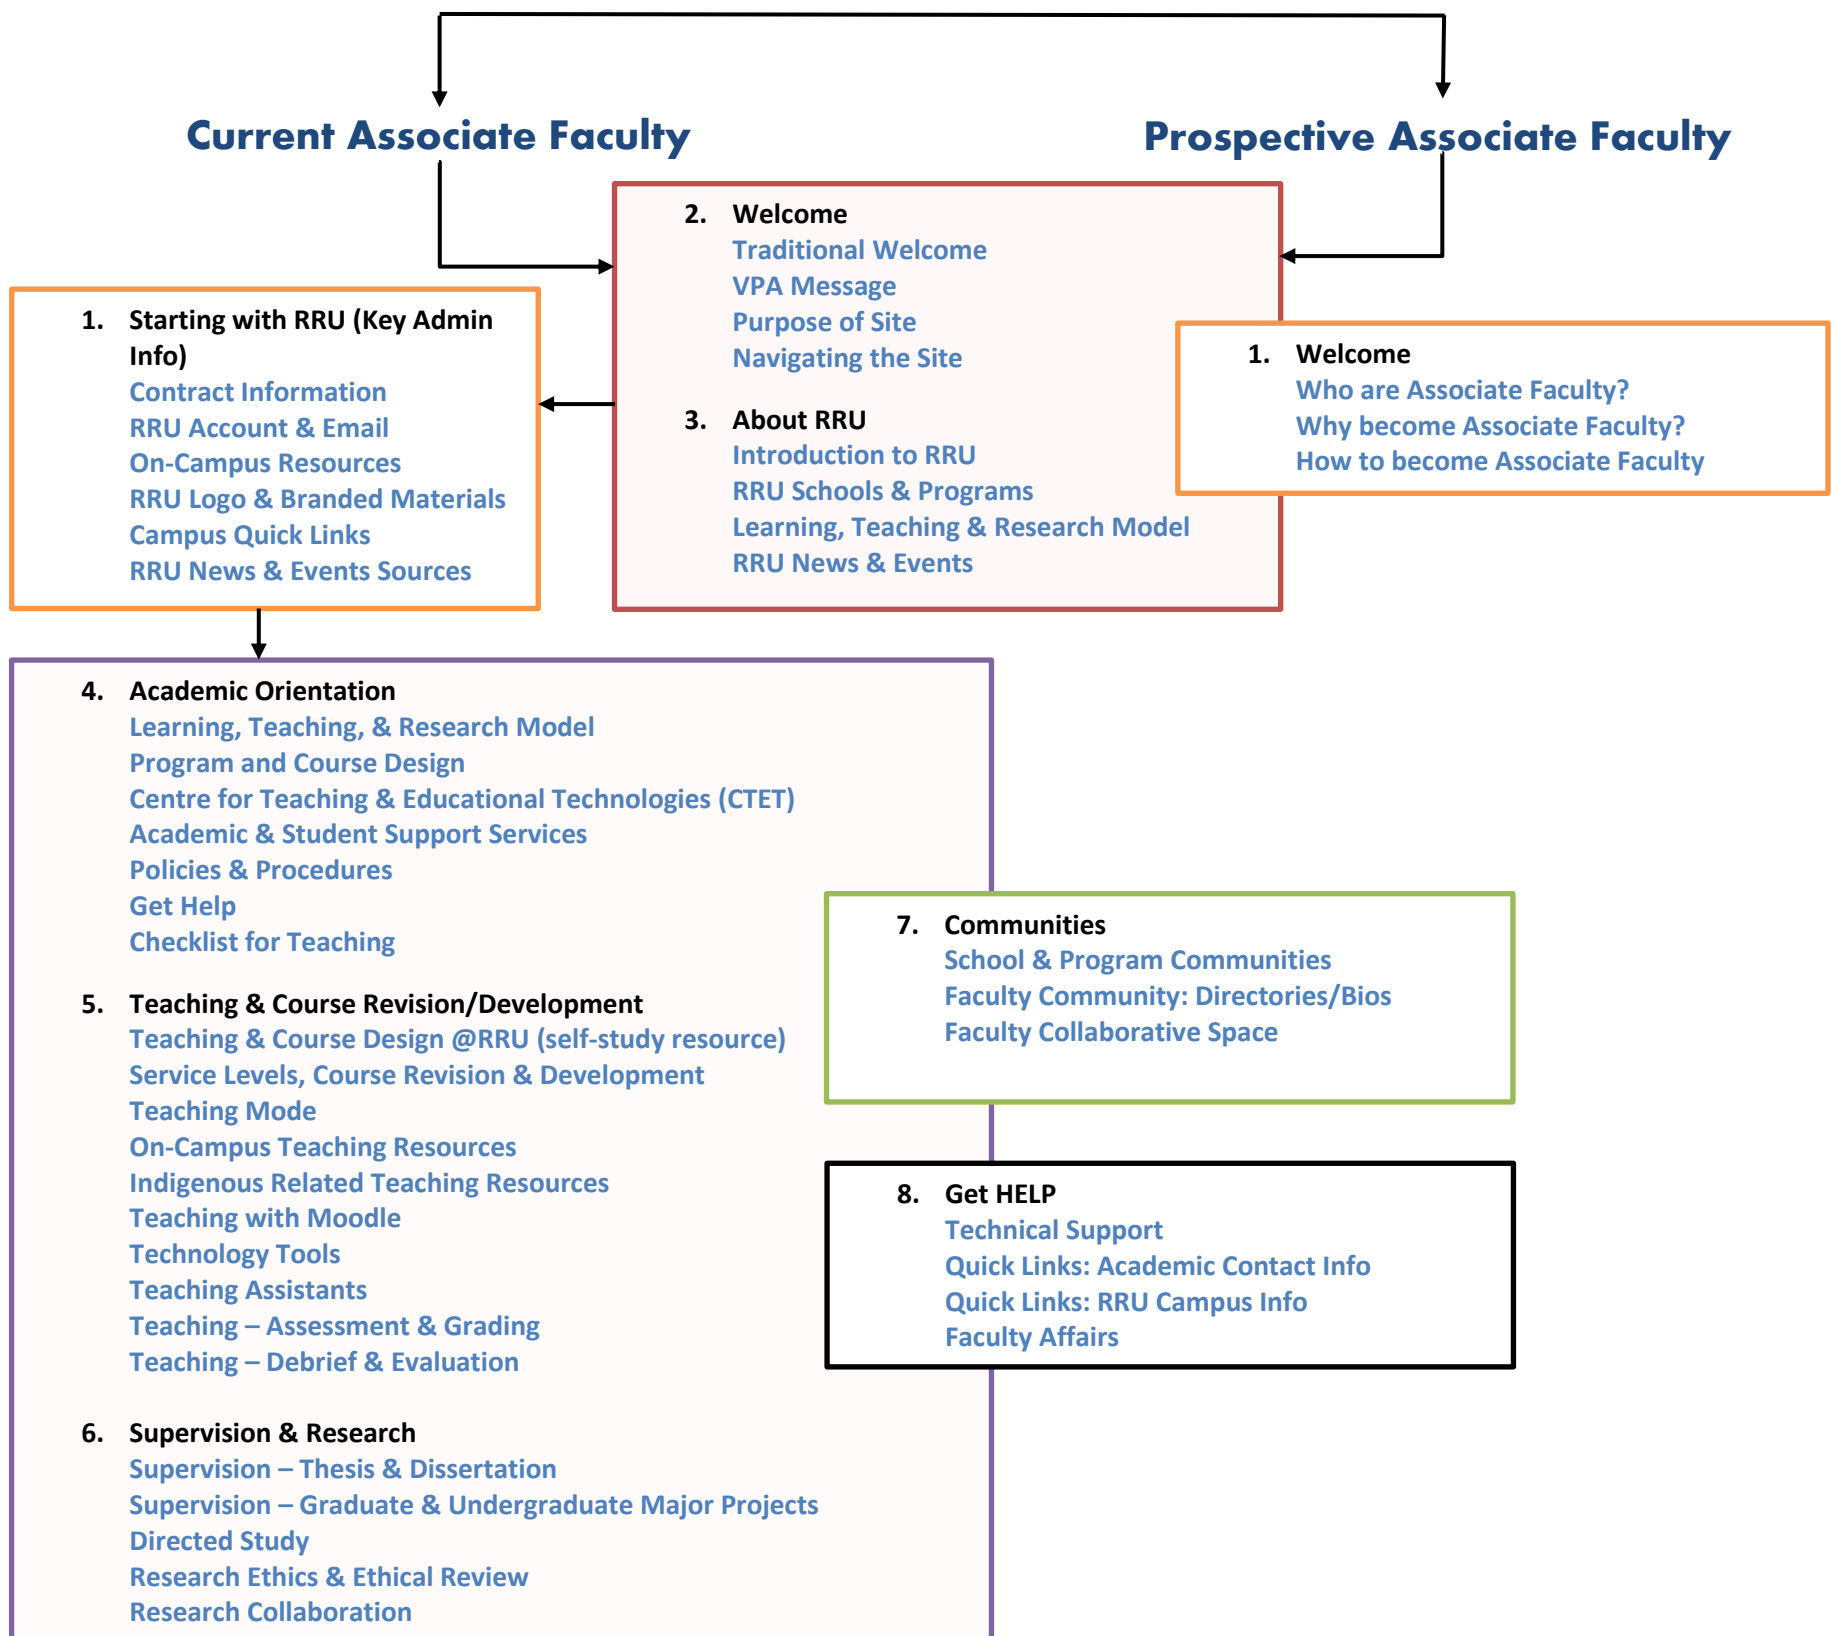 Current Associate Faculty
Prospective Associate Faculty
2. Welcome
Traditional Welcome
VPA Message
Purpose of Site
Navigating the Site
3. About RRU
Introduction to RRU
RRU Schools & Programs
Learning, Teaching & Research Model
RRU News & Events
1. Starting with RRU (Key Admin
Info)
Contract Information
RRU Account & Email
On-Campus Resources
RRU Logo & Branded Materials
Campus Quick Links
RRU News & Events Sources
1. Welcome
Who are Associate Faculty?
Why become Associate Faculty?
How to become Associate Faculty
4. Academic Orientation
Learning, Teaching, & Research Model
Program and Course Design
Centre for Teaching & Educational Technologies (CTET)
Academic & Student Support Services
Policies & Procedures
Get Help
Checklist for Teaching
5. Teaching & Course Revision/Development
Teaching & Course Design @RRU (self-study resource)
Service Levels, Course Revision & Development
Teaching Mode
On-Campus Teaching Resources
Indigenous Related Teaching Resources
Teaching with Moodle
Technology Tools
Teaching Assistants
Teaching – Assessment & Grading
Teaching – Debrief & Evaluation
6. Supervision & Research
Supervision – Thesis & Dissertation
Supervision – Graduate & Undergraduate Major Projects
Directed Study
Research Ethics & Ethical Review
Research Collaboration
7. Communities
School & Program Communities
Faculty Community: Directories/Bios
Faculty Collaborative Space
8. Get HELP
Technical Support
Quick Links: Academic Contact Info
Quick Links: RRU Campus Info
Faculty Affairs